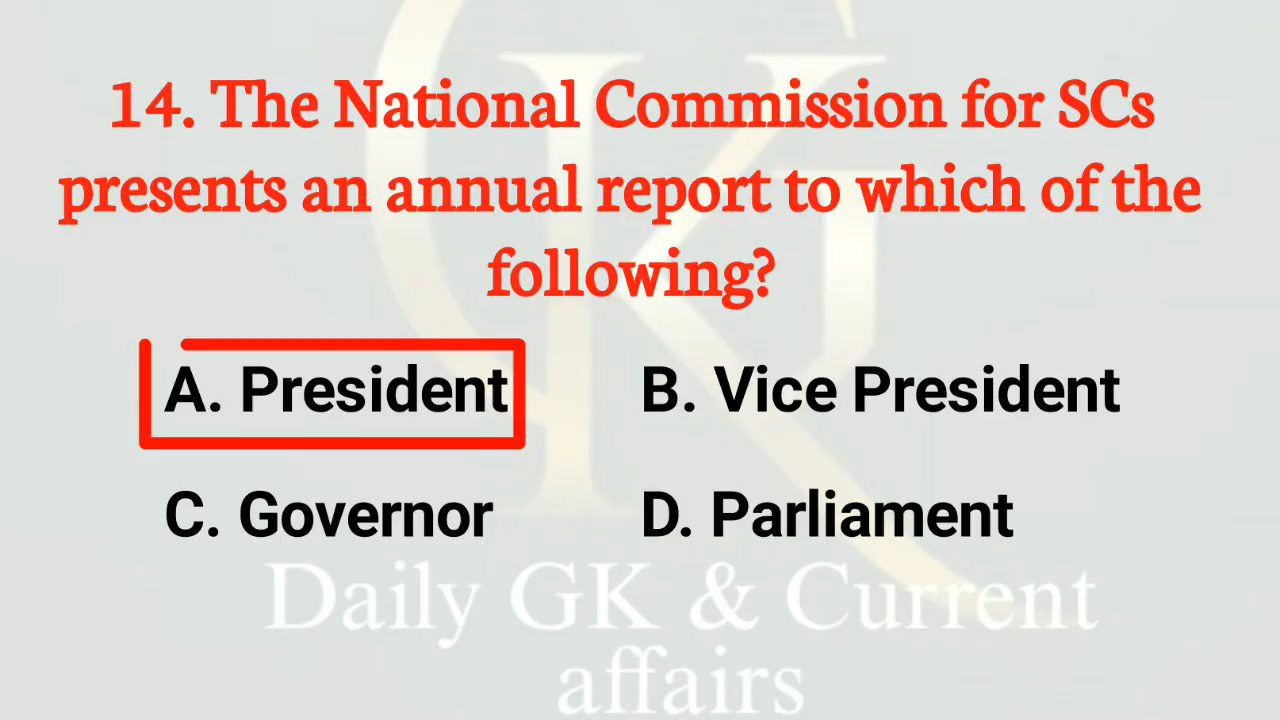 14. The National Commission for SCs
presents an annual report to which of the
following?
A. President
B. Vice President
C. Governor
D. Parliament
Daily GK & Current
affairs